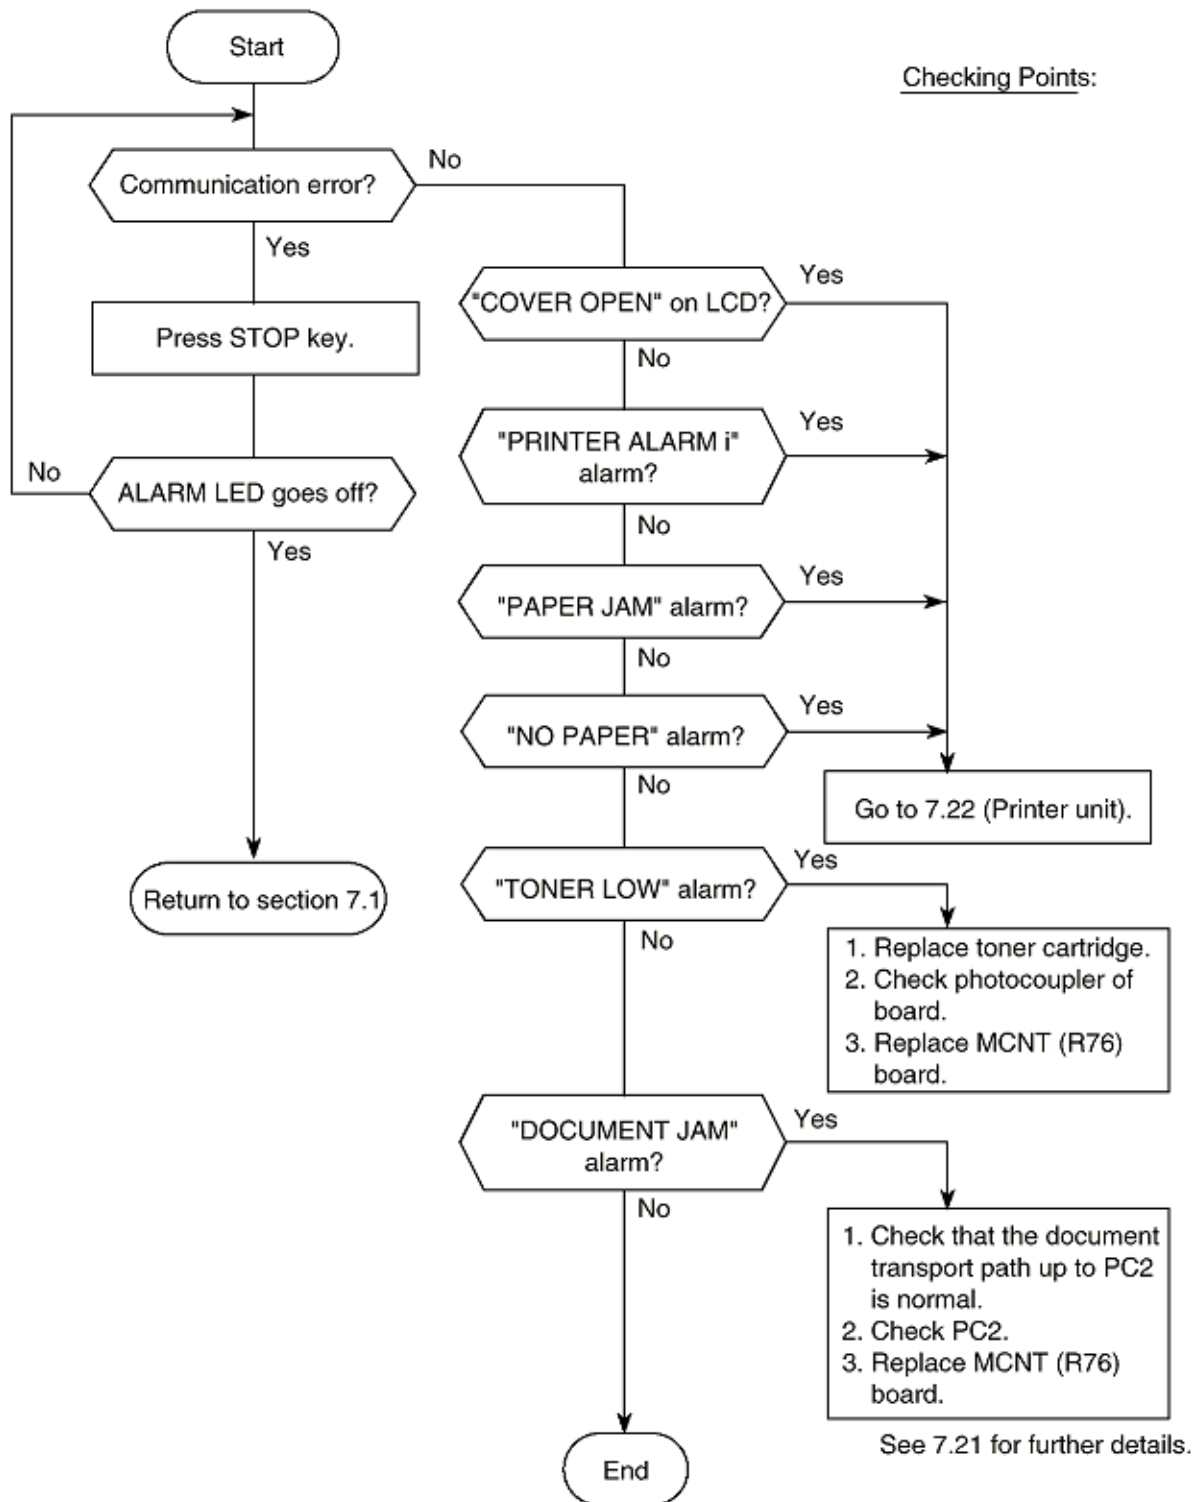 Start
Checking Points:
Communication error?
No
Yes
Press STOP key.
No
ALARM LED goes off?
Yes
Return to section 7.1
"COVER OPEN" on LCD?
Yes
No
"PRINTER ALARM i"
alarm?
Yes
No
"PAPER JAM" alarm?
Yes
No
"NO PAPER" alarm?
Yes
No
Go to 7.22 (Printer unit).
"TONER LOW" alarm?
Yes
No
1. Replace toner cartridge.
2. Check photocoupler of
board.
3. Replace MCNT (R76)
board.
"DOCUMENT JAM"
alarm?
Yes
No
1. Check that the document
transport path up to PC2
is normal.
2. Check PC2.
3. Replace MCNT (R76)
board.
See 7.21 for further details.
End